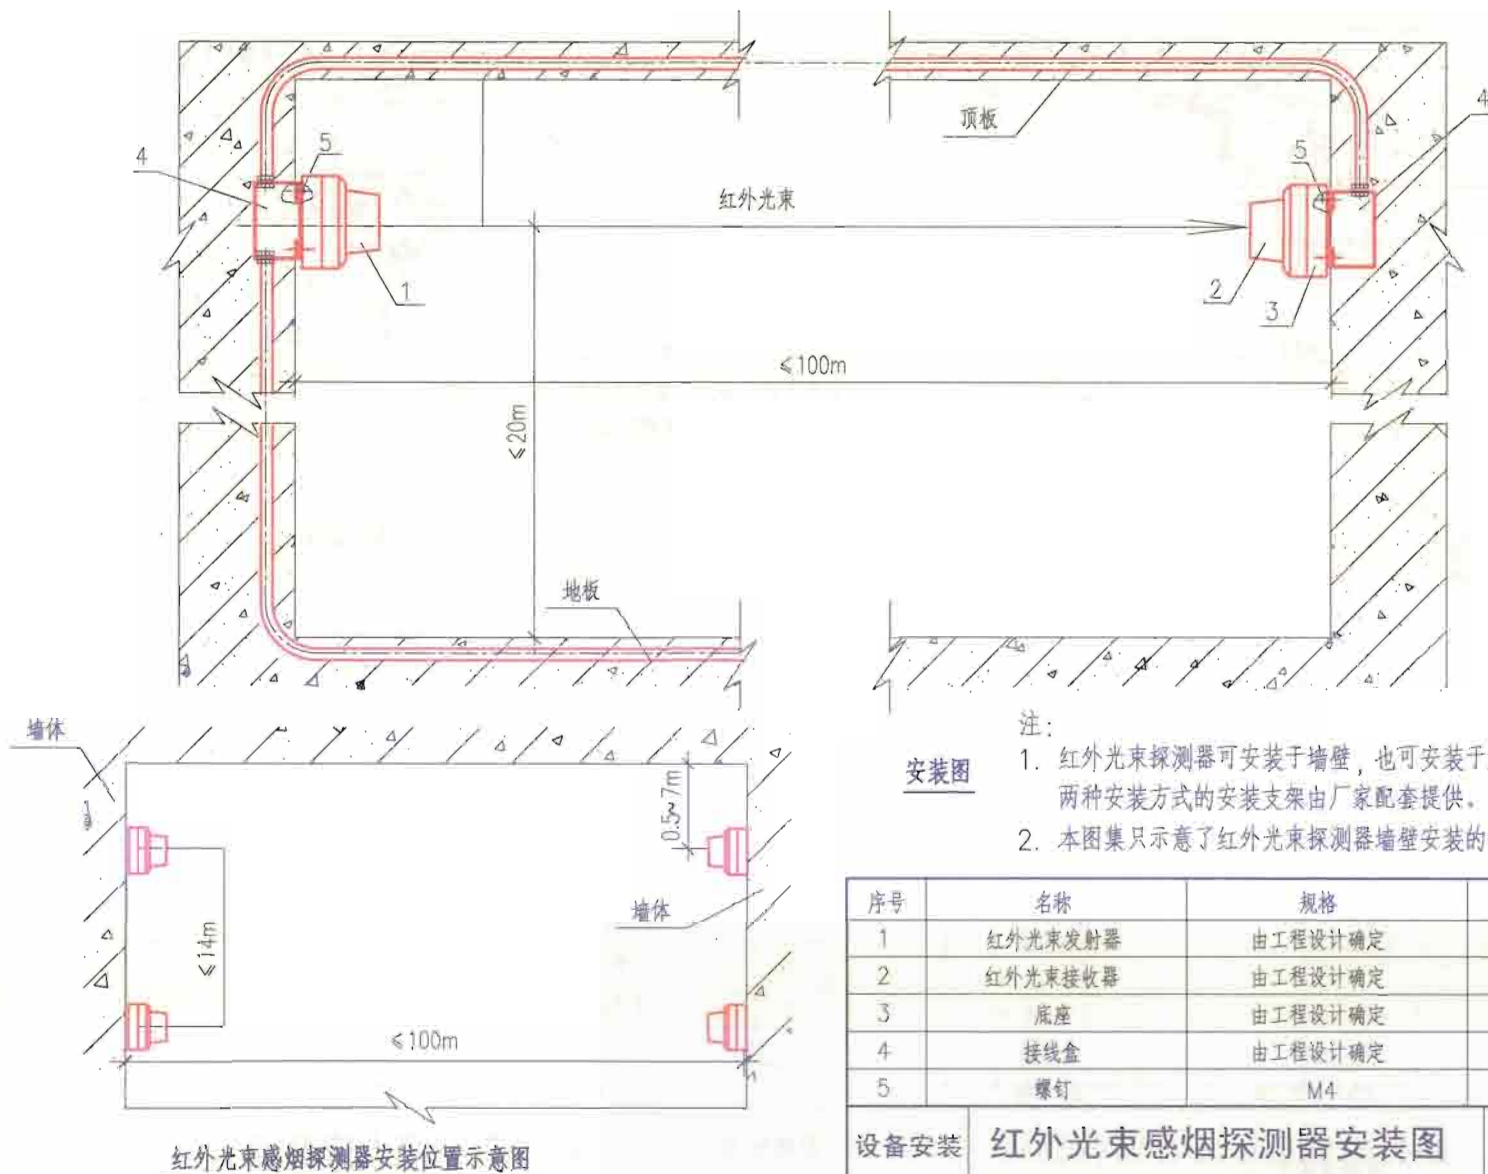 顶板
4
4
5
5
红外光束
1
2
3
≤100m
≤20m
地板
墙体
安装图
注:
1. 红外光束探测器可安装于墙壁，也可安装于
两种安装方式的安装支架由厂家配套提供。
2. 本图集只示意了红外光束探测器墙壁安装的
0.5~7m
墙体
≤14m
≤100m
红外光束感烟探测器安装位置示意图
序号 名称 规格
1 红外光束发射器 由工程设计确定
2 红外光束接收器 由工程设计确定
3 底座 由工程设计确定
4 接线盒 由工程设计确定
5 螺钉 M4
设备安装 红外光束感烟探测器安装图